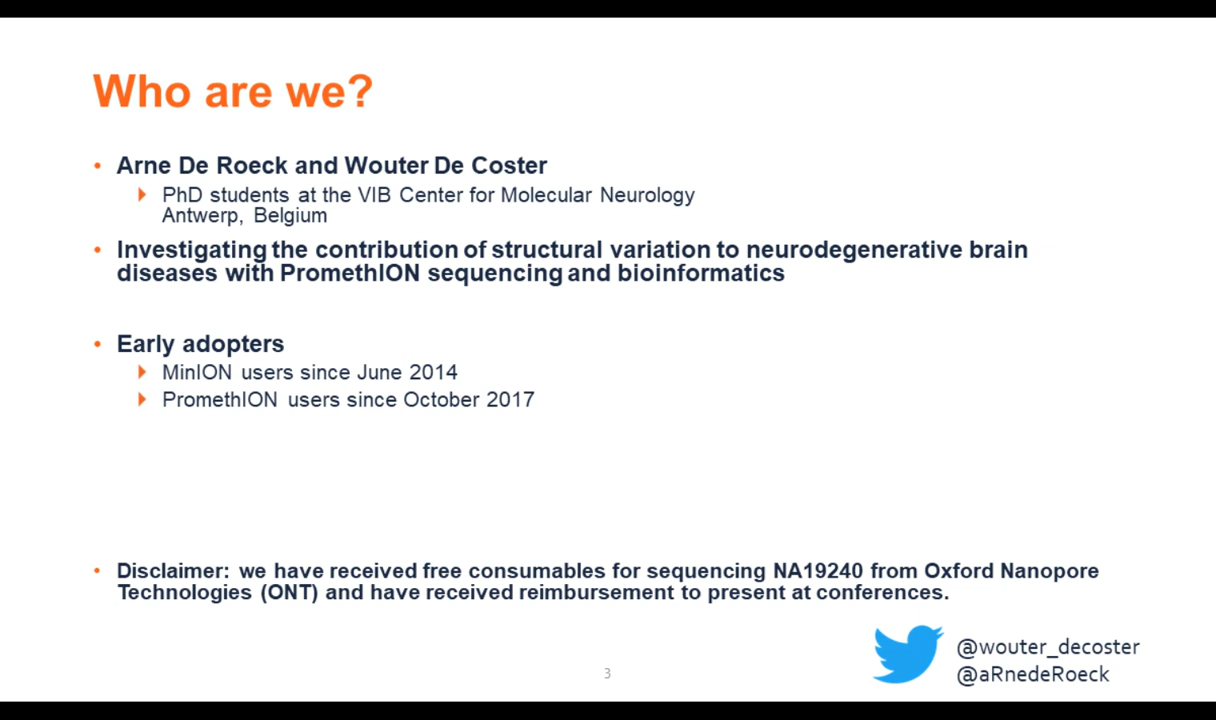 Who are we?
Arne De Roeck and Wouter De Coster
PhD students at the VIB Center for Molecular Neurology
Antwerp, Belgium
Investigating the contribution of structural variation to neurodegenerative brain
diseases with PromethION sequencing and bioinformatics
Early adopters
MinION users since June 2014
PromethION users since October 2017
Disclaimer: we have received free consumables for sequencing NA19240 from Oxford Nanopore
Technologies (ONT) and have received reimbursement to present at conferences.
@wouter_decoster
@aRnedeRoeck
3